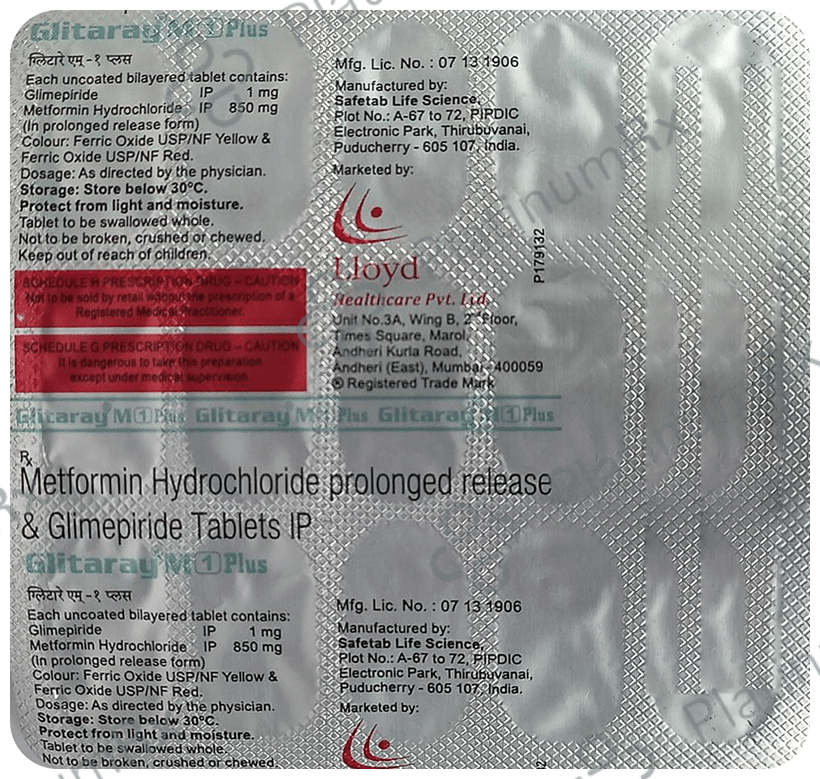 Glitaray M 1 Plus
ग्लिटारे एम् -१ प्लस
Each uncoated bilayered tablet contains:
Glimepiride IP 1 mg
Metformin Hydrochloride IP 850 mg
(In prolonged release form)
Colour: Ferric Oxide USP/NF Yellow &
Ferric Oxide USP/NF Red.
Dosage: As directed by the physician.
Storage: Store below 30°C.
Protect from light and moisture.
Tablet to be swallowed whole.
Not to be broken, crushed or chewed.
Keep out of reach of children.
SCHEDULE H PRESCRIPTION DRUG – CAUTION
Not to be sold by retail without the prescription of a
Registered Medical Practitioner.
SCHEDULE G PRESCRIPTION DRUG – CAUTION
It is dangerous to take this preparation
except under medical supervision
Mfg. Lic. No. : 07 13 1906
Manufactured by:
Safetab Life Science,
Plot No.: A-67 to 72, PIPDIC
Electronic Park, Thirubuvanai,
Puducherry - 605 107, India.
Marketed by:
Lloyd
Healthcare Pvt. Ltd.
Unit No.3A, Wing B, 2 Floor,
Times Square, Marol,
Andheri Kurla Road,
Andheri (East), Mumbai - 400059
® Registered Trade Mark
P179132
Glitaray M 1 Plus Glitaray M 1 Plus Glitaray M 1 Plus
Rx
Metformin Hydrochloride prolonged release
& Glimepiride Tablets IP
Glitaray M 1 Plus
ग्लिटारे एम् -१ प्लस
Each uncoated bilayered tablet contains:
Glimepiride IP 1 mg
Metformin Hydrochloride IP 850 mg
(In prolonged release form)
Colour: Ferric Oxide USP/NF Yellow &
Ferric Oxide USP/NF Red.
Dosage: As directed by the physician.
Storage: Store below 30°C.
Protect from light and moisture.
Tablet to be swallowed whole.
Not to be broken, crushed or chewed.
Mfg. Lic. No. : 07 13 1906
Manufactured by:
Safetab Life Science,
Plot No.: A-67 to 72, PIPDIC
Electronic Park, Thirubuvanai,
Puducherry - 605 107, India.
Marketed by:
PlatinumRx